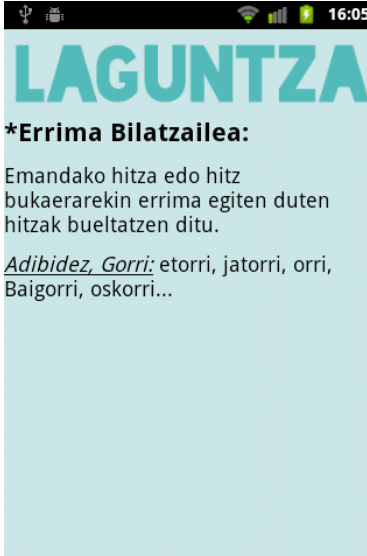 16:05
LAGUNTZA
*Errima Bilatzailea:
Emandako hitza edo hitz
bukaerarekin errima egiten duten
hitzak bueltatzen ditu.
Adibidez, Gorri: etorri, jatorri, orri,
Baigorri, oskorri...